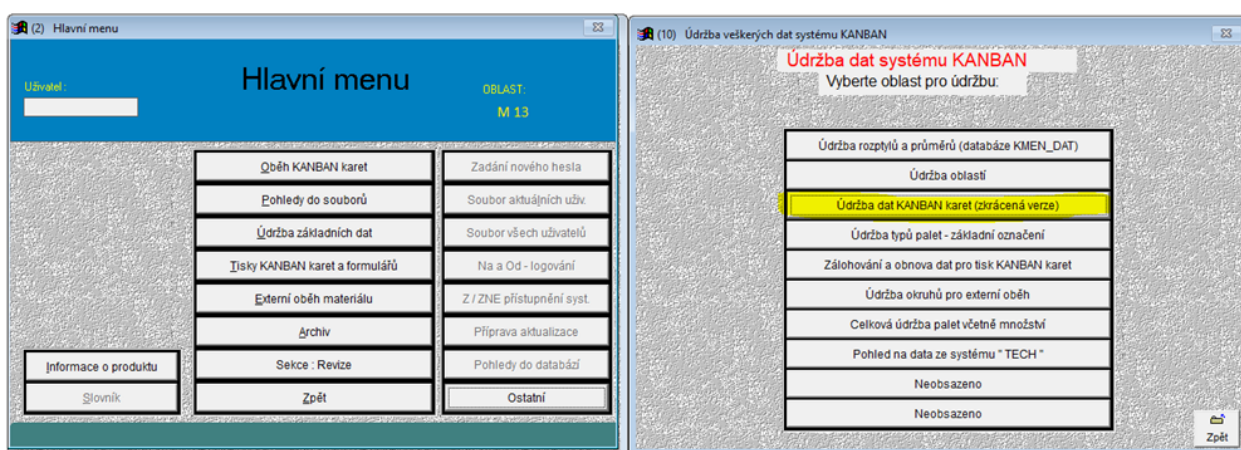 (2) Hlavní menu
Uživatel :
Hlavní menu
OBLAST:
M 13
Oběh KANBAN karet
Pohledy do souborů
Údržba základních dat
Tisky KANBAN karet a formulářů
Externí oběh materiálu
Archiv
Sekce : Revize
Zpět
Zadání nového hesla
Soubor aktuálních uživ.
Soubor všech uživatelů
Na a Od - logování
Z / ZNE přístupnění syst.
Příprava aktualizace
Pohledy do databází
Ostatní
Informace o produktu
Slovník
(10) Údržba veškerých dat systému KANBAN
Údržba dat systému KANBAN
Vyberte oblast pro údržbu:
Údržba rozptylů a průměrů (databáze KMEN_DAT)
Údržba oblastí
Údržba dat KANBAN karet (zkrácená verze)
Údržba typů palet - základní označení
Zálohování a obnova dat pro tisk KANBAN karet
Údržba okruhů pro externí oběh
Celková údržba palet včetně množství
Pohled na data ze systému " TECH "
Neobsazeno
Neobsazeno
Zpět